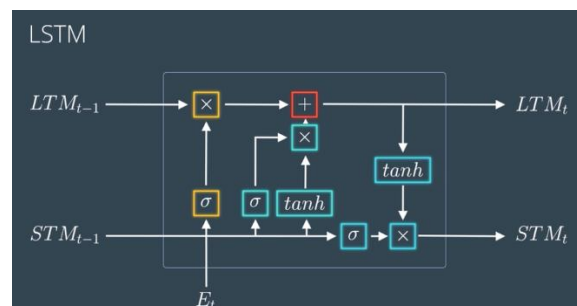 LSTM
LTM_{t-1} × + LTM_t
×
tanh
σ σ tanh
STM_{t-1} σ × STM_t
E_t